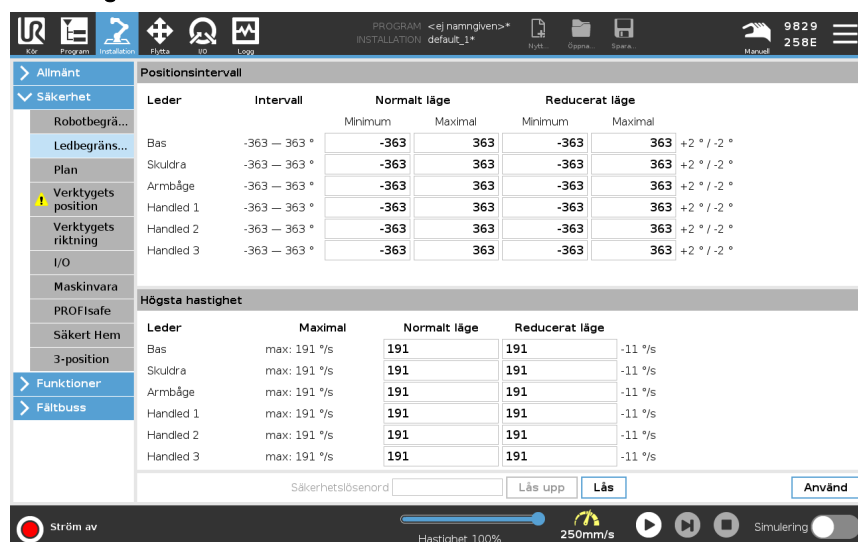 PROGRAM <ej namngiven>*
INSTALLATION default_1*
Kör Program Installation Flytta I/O Logg Nytt... Öppna... Spara... Manuell
9829
258E
Allmänt
Säkerhet
Robotbegrä...
Ledbegräns...
Plan
Verktygets
position
Verktygets
riktning
I/O
Maskinvara
PROFIsafe
Säkert Hem
3-position
Funktioner
Fältbuss
Positionsintervall
Leder Intervall Normalt läge Reducerat läge
Minimum Maximal Minimum Maximal
Bas -363 — 363 ° -363 363 -363 363 +2 ° / -2 °
Skuldra -363 — 363 ° -363 363 -363 363 +2 ° / -2 °
Armbåge -363 — 363 ° -363 363 -363 363 +2 ° / -2 °
Handled 1 -363 — 363 ° -363 363 -363 363 +2 ° / -2 °
Handled 2 -363 — 363 ° -363 363 -363 363 +2 ° / -2 °
Handled 3 -363 — 363 ° -363 363 -363 363 +2 ° / -2 °
Högsta hastighet
Leder Maximal Normalt läge Reducerat läge
Bas max: 191 °/s 191 191 -11 °/s
Skuldra max: 191 °/s 191 191 -11 °/s
Armbåge max: 191 °/s 191 191 -11 °/s
Handled 1 max: 191 °/s 191 191 -11 °/s
Handled 2 max: 191 °/s 191 191 -11 °/s
Handled 3 max: 191 °/s 191 191 -11 °/s
Säkerhetslösenord Lås upp Lås Använd
Ström av
Hastighet 100%
250mm/s
Simulering